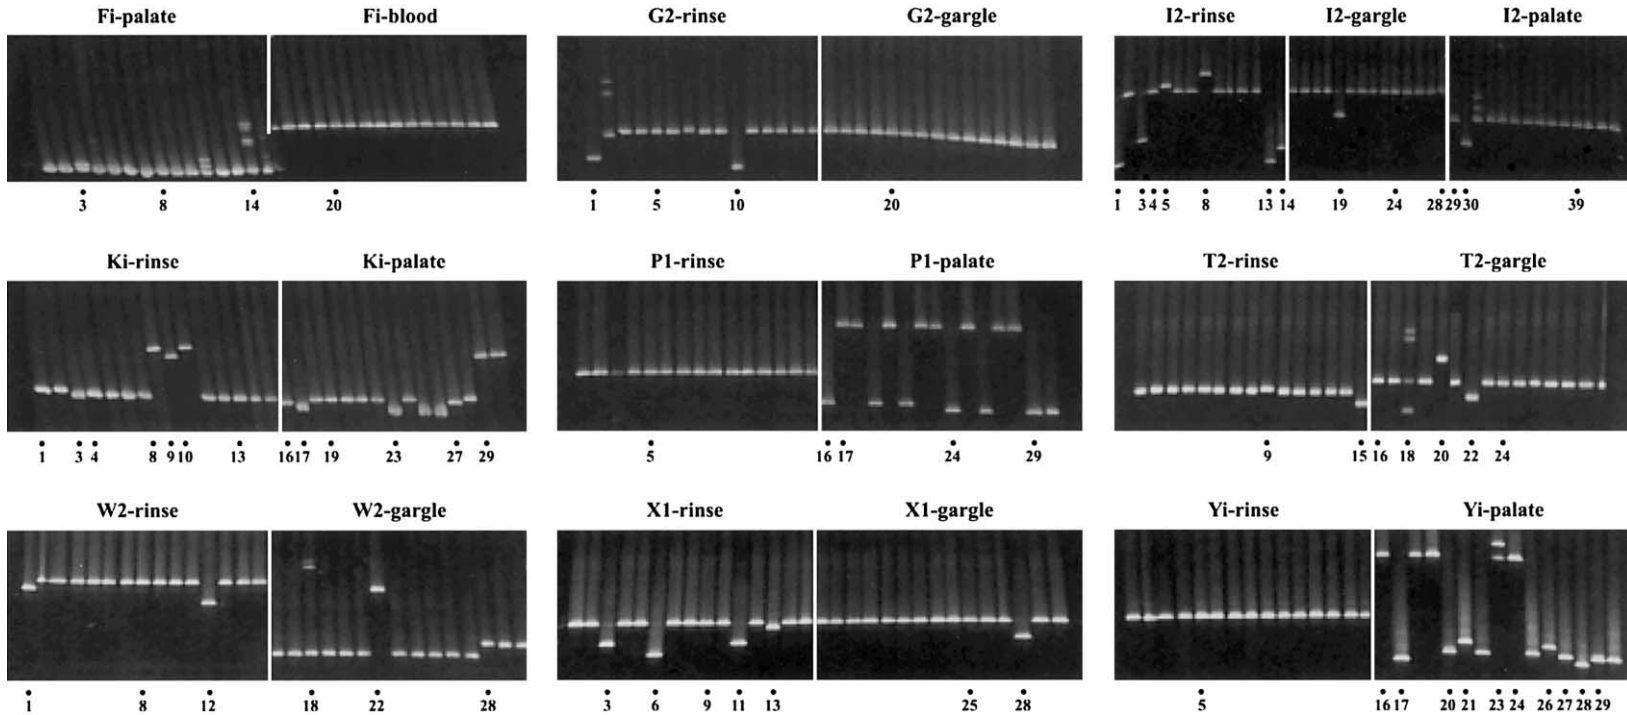 Fi-palate Fi-blood G2-rinse G2-gargle I2-rinse I2-gargle I2-palate
3 8 14 20 1 5 10 20 1 3 4 5 8 13 14 19 24 28 29 30 39
Ki-rinse Ki-palate P1-rinse P1-palate T2-rinse T2-gargle
1 3 4 8 9 10 13 16 17 19 23 27 29 5 16 17 24 29 9 15 16 18 20 22 24
W2-rinse W2-gargle X1-rinse X1-gargle Yi-rinse Yi-palate
1 8 12 18 22 28 3 6 9 11 13 25 28 5 16 17 20 21 23 24 26 27 28 29